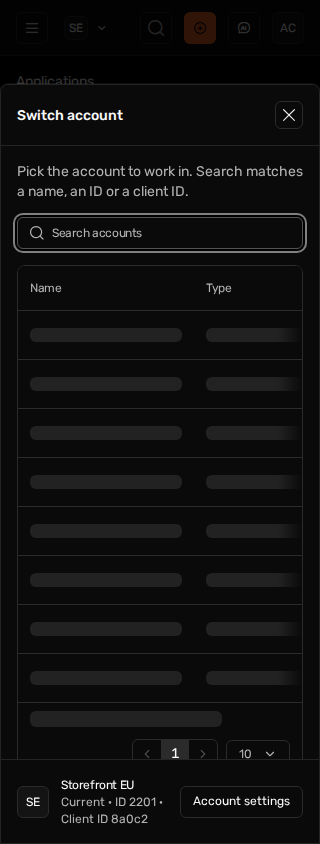 SE
AC
Applications
Switch account
Pick the account to work in. Search matches
a name, an ID or a client ID.
Search accounts
Name Type
1 10
SE
Storefront EU
Current • ID 2201 •
Client ID 8a0c2
Account settings